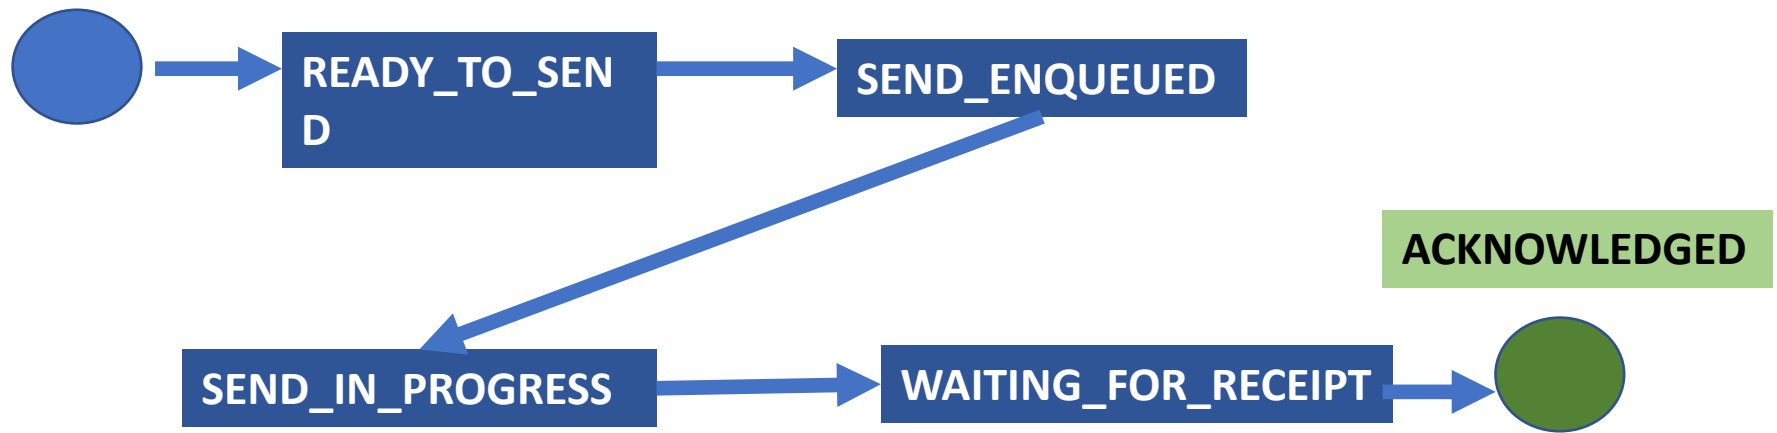 READY_TO_SEN
D
SEND_ENQUEUED
ACKNOWLEDGED
SEND_IN_PROGRESS
WAITING_FOR_RECEIPT